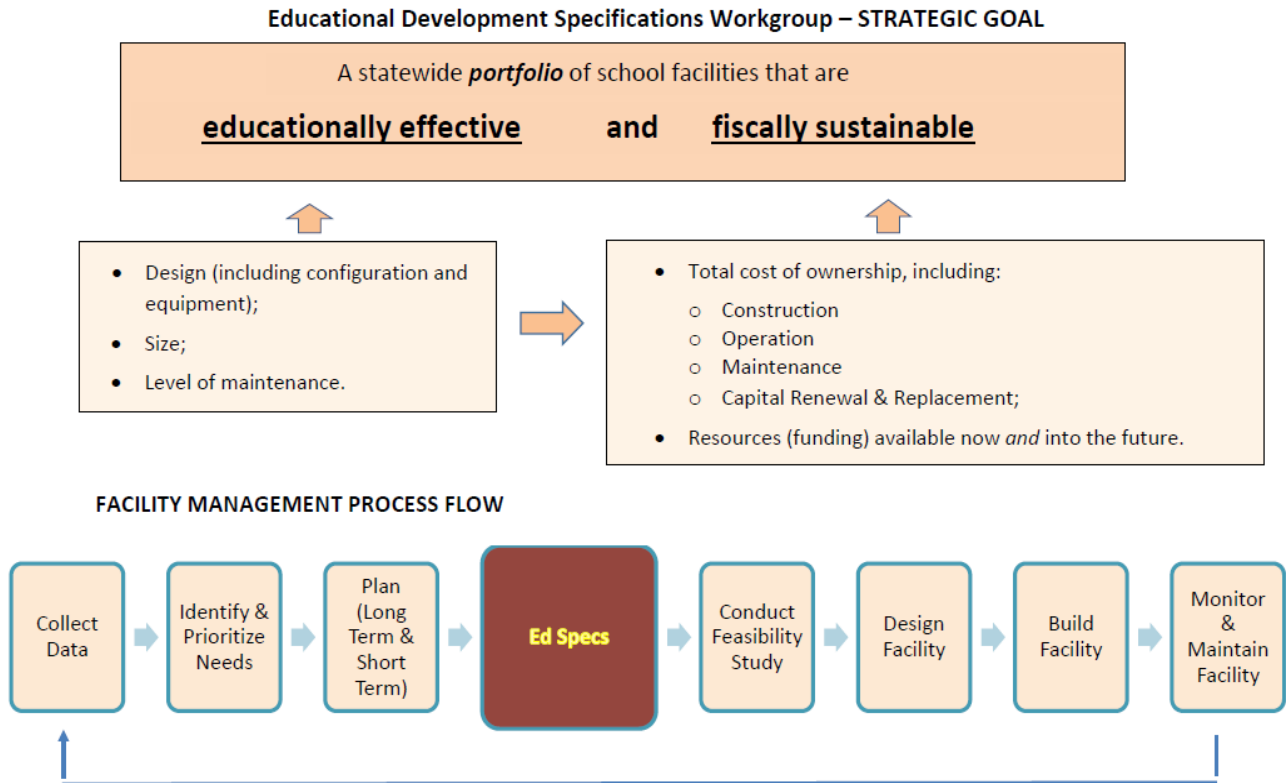 Educational Development Specifications Workgroup – STRATEGIC GOAL
A statewide portfolio of school facilities that are
educationally effective and fiscally sustainable
• Design (including configuration and
equipment);
• Size;
• Level of maintenance.
• Total cost of ownership, including:
o Construction
o Operation
o Maintenance
o Capital Renewal & Replacement;
• Resources (funding) available now and into the future.
FACILITY MANAGEMENT PROCESS FLOW
Collect
Data
Identify &
Prioritize
Needs
Plan
(Long
Term &
Short
Term)
Ed Specs
Conduct
Feasibility
Study
Design
Facility
Build
Facility
Monitor
&
Maintain
Facility